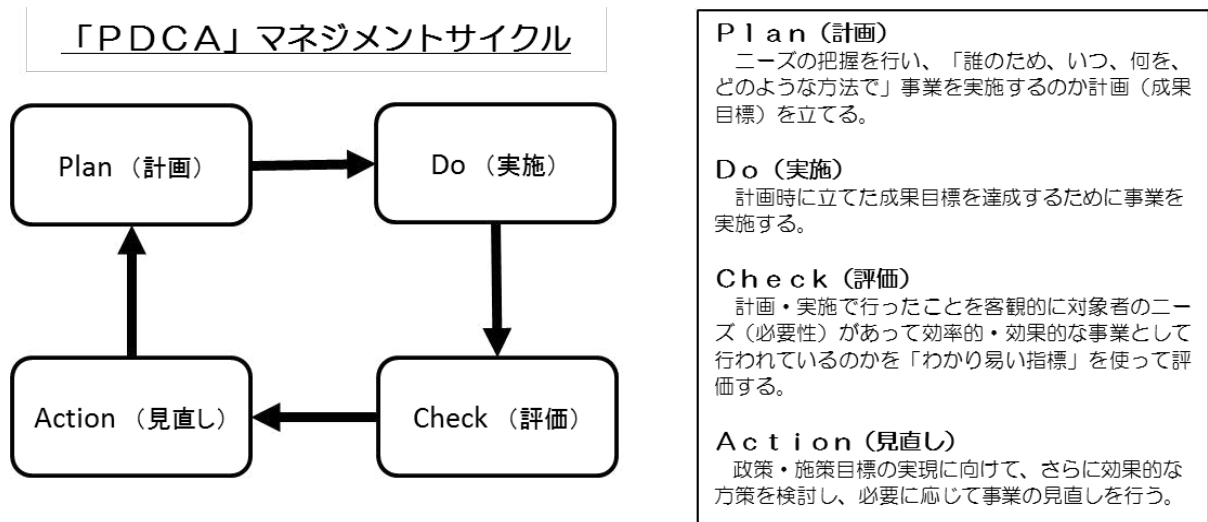 「ＰＤＣＡ」マネジメントサイクル
Plan （計画）
Do （実施）
Action （見直し）
Check （評価）
Ｐｌａｎ（計画）
　ニーズの把握を行い、「誰のため、いつ、何を、
どのような方法で」事業を実施するのか計画（成果
目標）を立てる。
Ｄｏ（実施）
　計画時に立てた成果目標を達成するために事業を
実施する。
Ｃｈｅｃｋ（評価）
　計画・実施で行ったことを客観的に対象者のニー
ズ（必要性）があって効率的・効果的な事業として
行われているのかを「わかり易い指標」を使って評
価する。
Ａｃｔｉｏｎ（見直し）
　政策・施策目標の実現に向けて、さらに効果的な
方策を検討し、必要に応じて事業の見直しを行う。